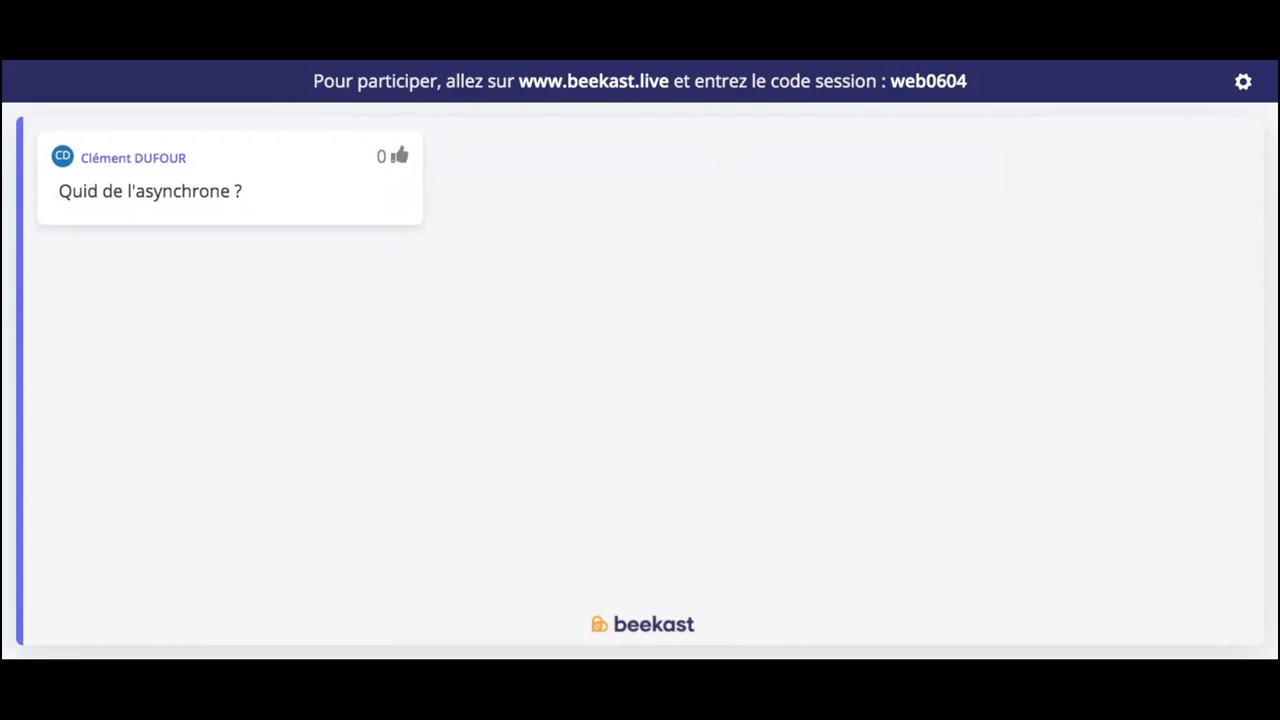 Pour participer, allez sur www.beekast.live et entrez le code session : web0604
CD Clément DUFOUR 0
Quid de l'asynchrone ?
beekast